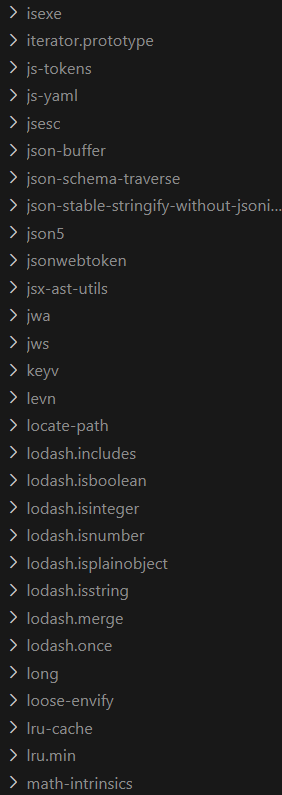 isexe
iterator.prototype
js-tokens
js-yaml
jsesc
json-buffer
json-schema-traverse
json-stable-stringify-without-jsoni...
json5
jsonwebtoken
jsx-ast-utils
jwa
jws
keyv
levn
locate-path
lodash.includes
lodash.isboolean
lodash.isinteger
lodash.isnumber
lodash.isplainobject
lodash.isstring
lodash.merge
lodash.once
long
loose-envify
lru-cache
lru.min
math-intrinsics